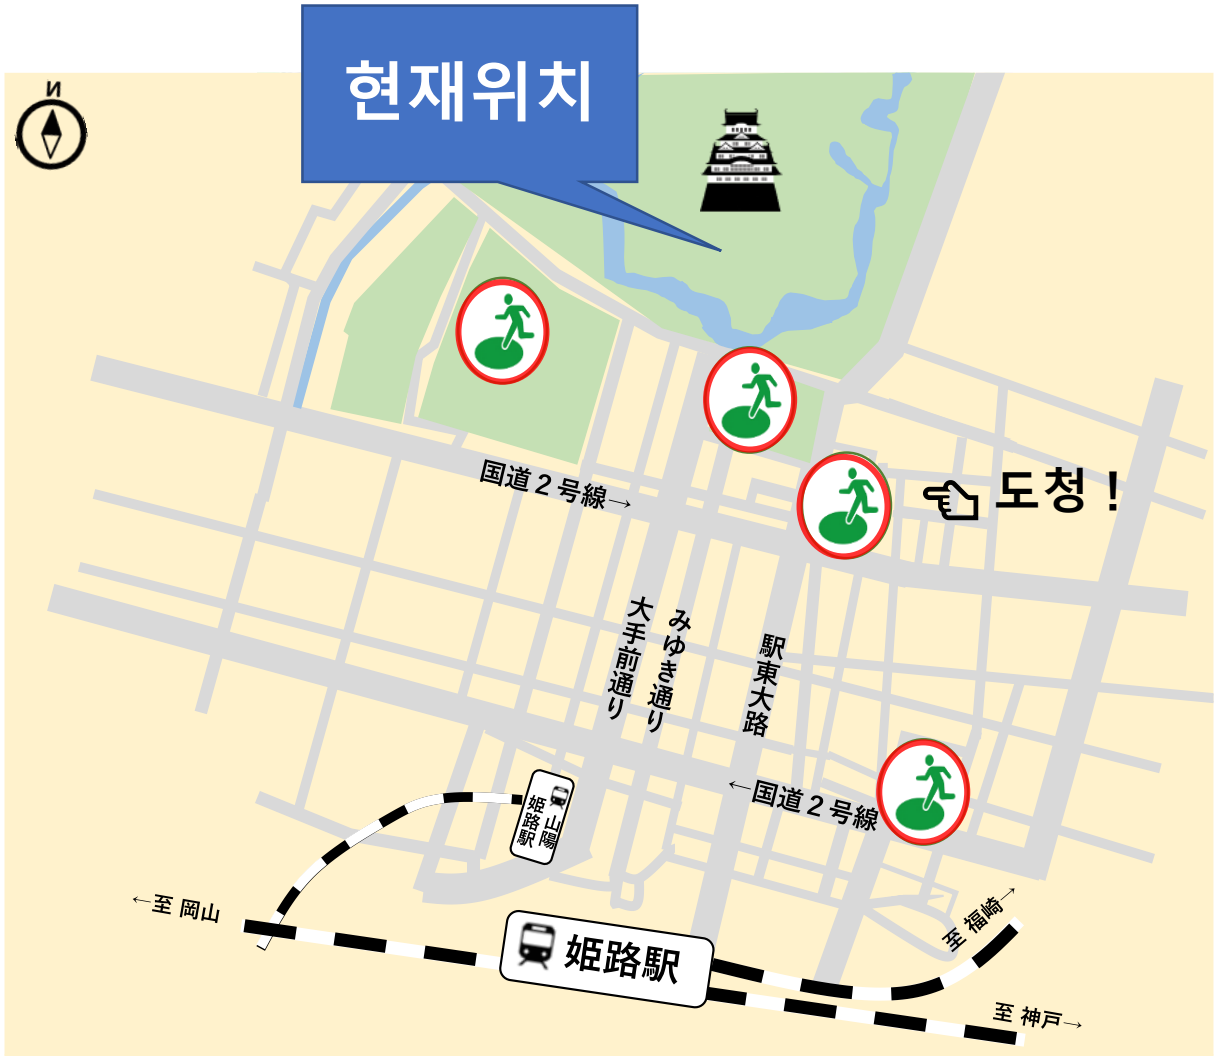 현재위치
N
国道２号線→
도청！
大手前通り
みゆき通り
駅東大路
←国道２号線
山陽
姫路駅
←至 岡山
姫路駅
至 福崎→
至 神戸→